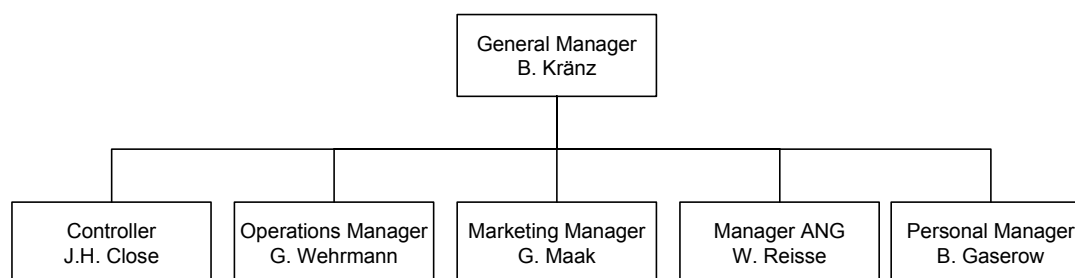 General Manager
B. Kränz
Controller
J.H. Close
Operations Manager
G. Wehrmann
Marketing Manager
G. Maak
Manager ANG
W. Reisse
Personal Manager
B. Gaserow